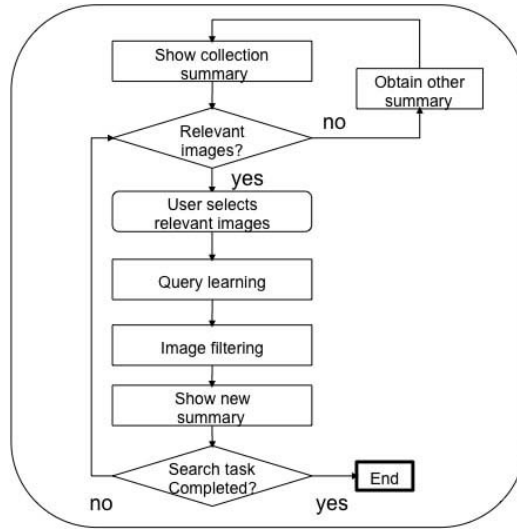 Show collection
summary
Obtain other
summary
Relevant
images?
no
yes
User selects
relevant images
Query learning
Image filtering
Show new
summary
Search task
Completed?
End
no
yes